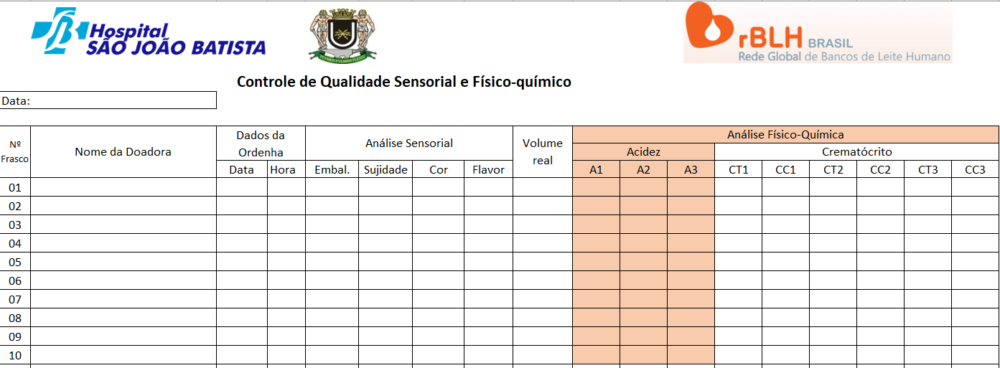 Hospital
SÃO JOÃO BATISTA
rBLH BRASIL
Rede Global de Bancos de Leite Humano
Controle de Qualidade Sensorial e Físico-químico
Data:
Nº Frasco
Nome da Doadora
Dados da Ordenha
Análise Sensorial
Volume real
Análise Físico-Química
Acidez
Crematócrito
Data Hora Embal. Sujidade Cor Flavor A1 A2 A3 CT1 CC1 CT2 CC2 CT3 CC3
01
02
03
04
05
06
07
08
09
10